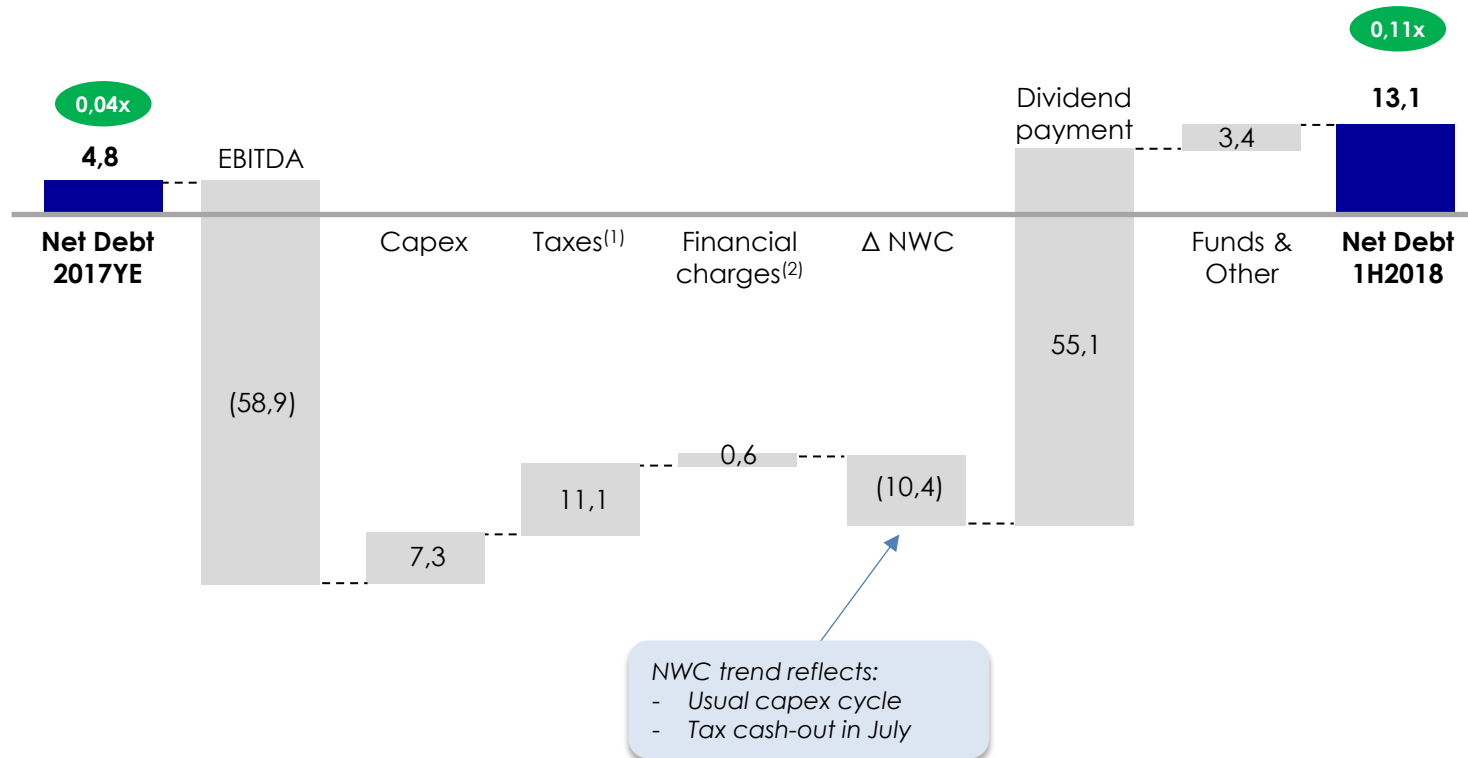 0,11x
0,04x
13,1
Dividend
payment
4,8
EBITDA
3,4
Net Debt
2017YE
Capex
Taxes(1)
Financial
charges(2)
Δ NWC
Funds &
Other
Net Debt
1H2018
55,1
(58,9)
0,6
(10,4)
11,1
7,3
NWC trend reflects:
- Usual capex cycle
- Tax cash-out in July